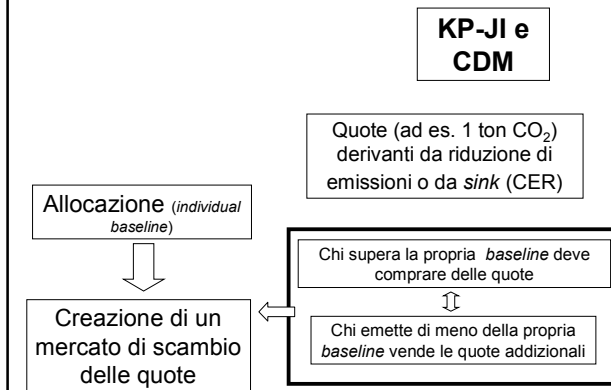 KP-JI e
CDM
Quote (ad es. 1 ton CO₂)
derivanti da riduzione di
emissioni o da sink (CER)
Allocazione (individual
baseline)
Chi supera la propria baseline deve
comprare delle quote
Creazione di un
mercato di scambio
delle quote
Chi emette di meno della propria
baseline vende le quote addizionali